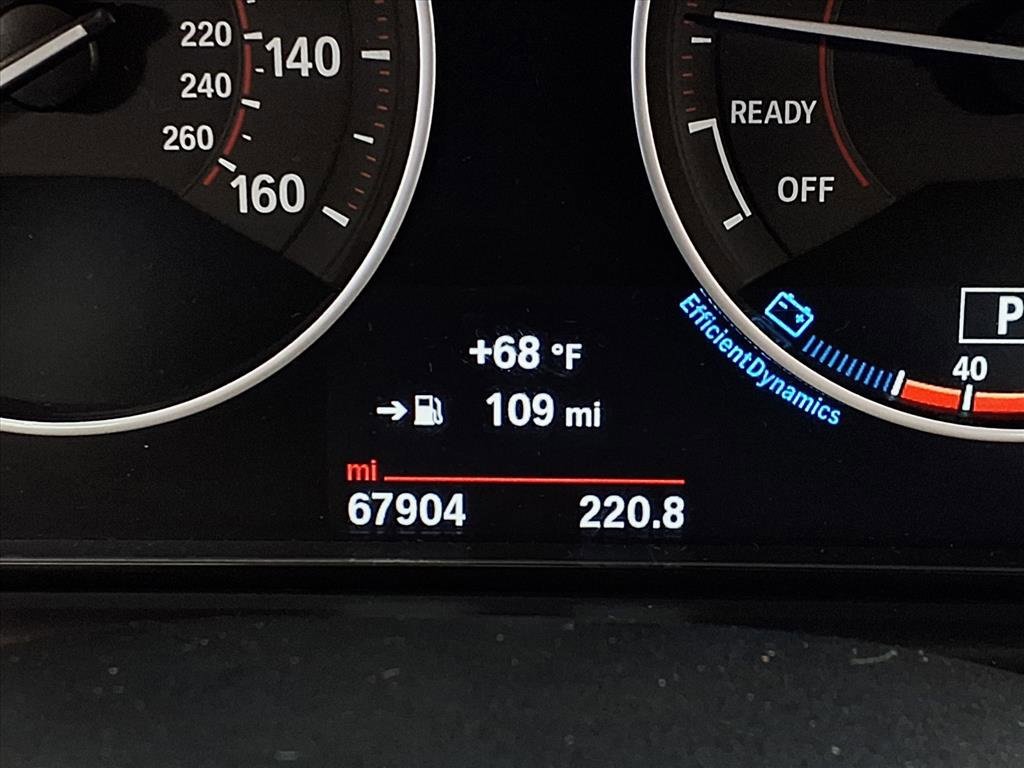 220
140
240
260
160
READY
OFF
EfficientDynamics
P
40
+68 °F
109 mi
mi
67904 220.8